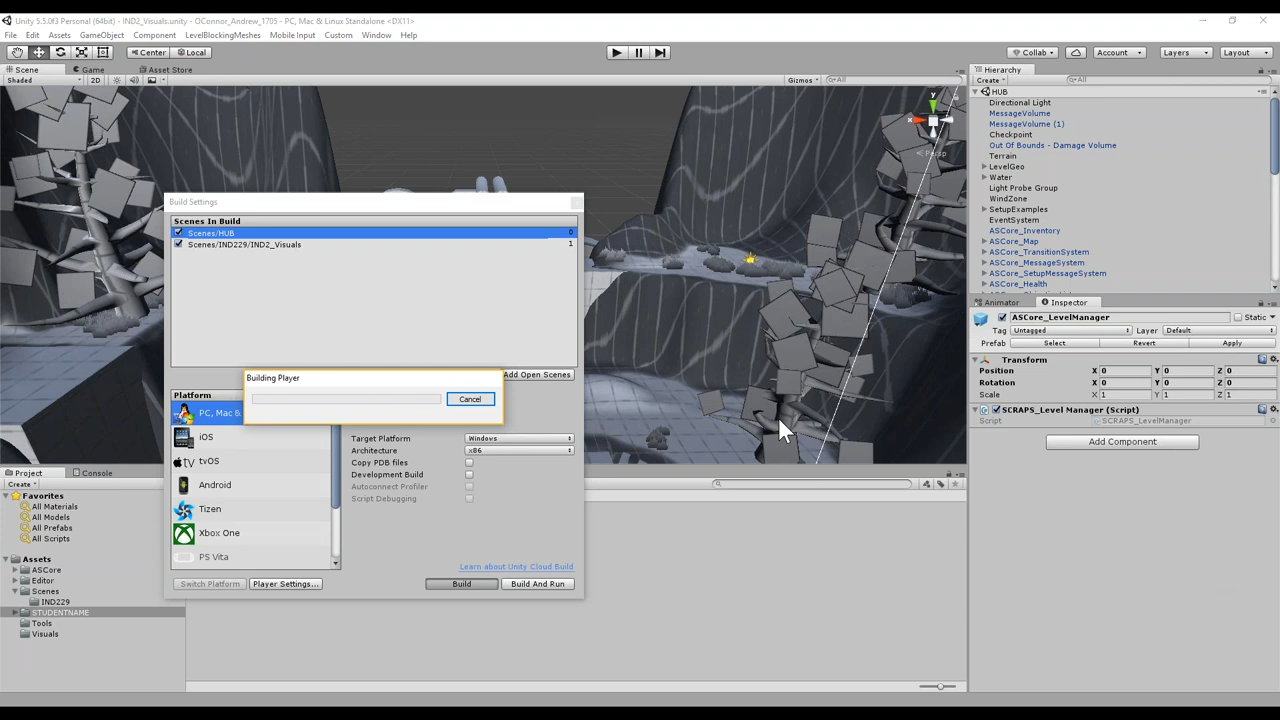 Unity 5.5.0f3 Personal (64bit) - IND2_Visuals.unity - OConnor_Andrew_1705 - PC, Mac & Linux Standalone <DX11>
File Edit Assets GameObject Component LevelBlockingMeshes Mobile Input Custom Window Help
Center Local Collab Account Layers Layout
Scene Game Asset Store
Shaded 2D Gizmos All
y
Persp
Hierarchy
Create All
HUB
Directional Light
MessageVolume
MessageVolume (1)
Checkpoint
Out Of Bounds - Damage Volume
Terrain
LevelGeo
Water
Light Probe Group
WindZone
SetupExamples
EventSystem
ASCore_Inventory
ASCore_Map
ASCore_TransitionSystem
ASCore_MessageSystem
ASCore_SetupMessageSystem
ASCore_Health
Animator Inspector
ASCore_LevelManager Static
Tag Untagged Layer Default
Prefab Select Revert Apply
Transform
Position X 0 Y 0 Z 0
Rotation X 0 Y 0 Z 0
Scale X 1 Y 1 Z 1
SCRAPS_Level Manager (Script)
Script SCRAPS_LevelManager
Add Component
Build Settings
Scenes In Build
Scenes/HUB 0
Scenes/IND229/IND2_Visuals 1
Add Open Scenes
Building Player
Cancel
Platform
PC, Mac &
iOS
tvOS
Android
Tizen
Xbox One
PS Vita
Target Platform Windows
Architecture x86
Copy PDB files
Development Build
Autoconnect Profiler
Script Debugging
Learn about Unity Cloud Build
Switch Platform Player Settings... Build Build And Run
Project Console
Create
Favorites
All Materials
All Models
All Prefabs
All Scripts
Assets
ASCore
Editor
Scenes
IND229
STUDENTNAME
Tools
Visuals